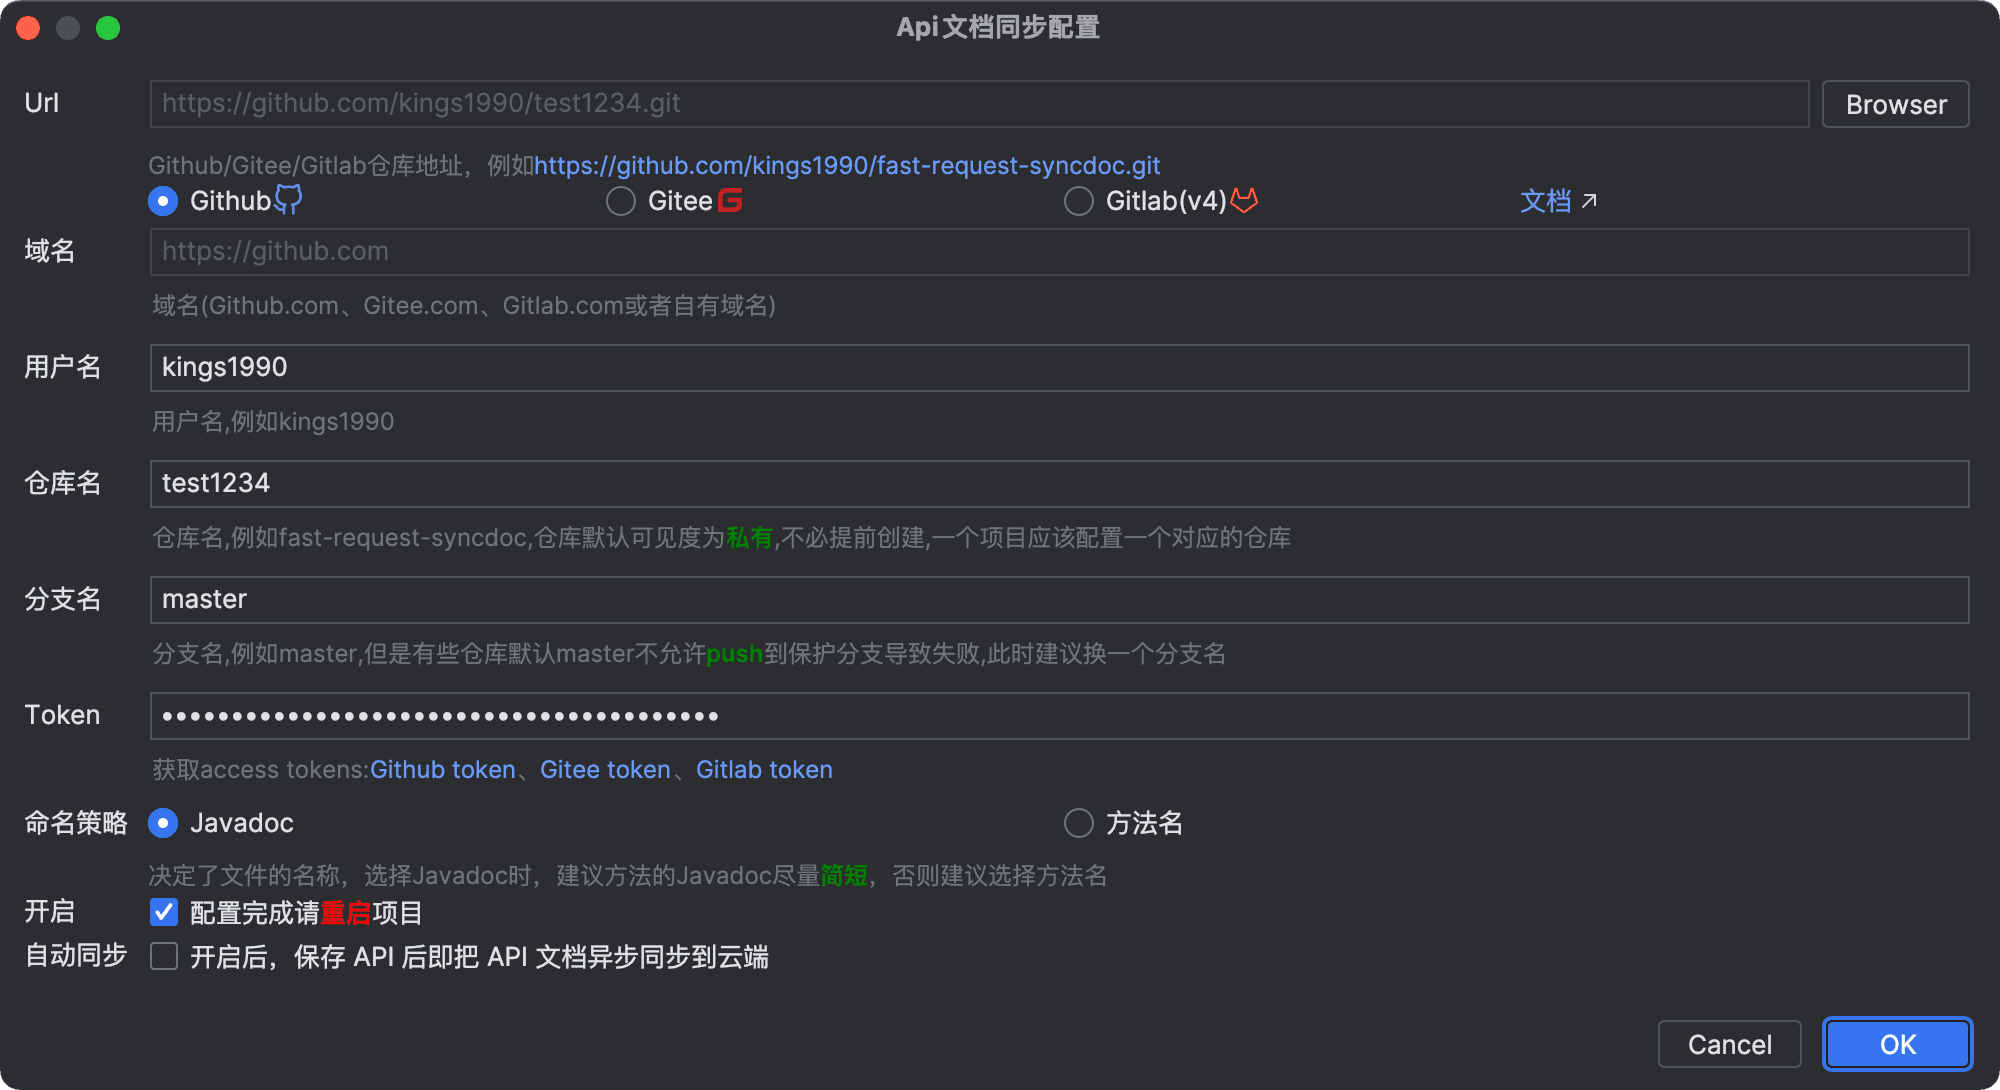 Api文档同步配置
Url https://github.com/kings1990/test1234.git Browser
Github/Gitee/Gitlab仓库地址，例如https://github.com/kings1990/fast-request-syncdoc.git
Github Gitee Gitlab(v4) 文档
域名 https://github.com
域名(Github.com、Gitee.com、Gitlab.com或者自有域名)
用户名 kings1990
用户名,例如kings1990
仓库名 test1234
仓库名,例如fast-request-syncdoc,仓库默认可见度为私有,不必提前创建,一个项目应该配置一个对应的仓库
分支名 master
分支名,例如master,但是有些仓库默认master不允许push到保护分支导致失败,此时建议换一个分支名
Token ••••••••••••••••••••••••••••••••••••••••
获取access tokens:Github token、Gitee token、Gitlab token
命名策略 Javadoc 方法名
决定了文件的名称，选择Javadoc时，建议方法的Javadoc尽量简短，否则建议选择方法名
开启 配置完成请重启项目
自动同步 开启后，保存 API 后即把 API 文档异步同步到云端
Cancel OK